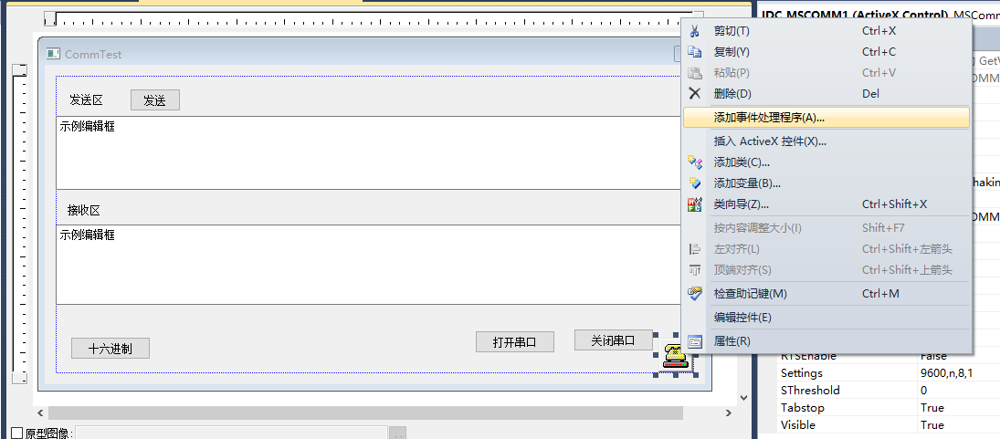 IDC_MSCOMM1 (ActiveX Control) MSComm
CommTest
发送区
发送
示例编辑框
接收区
示例编辑框
十六进制
打开串口
关闭串口
剪切(T) Ctrl+X
复制(Y) Ctrl+C
粘贴(P) Ctrl+V
删除(D) Del
添加事件处理程序(A)...
插入 ActiveX 控件(X)...
添加类(C)...
添加变量(B)...
类向导(Z)... Ctrl+Shift+X
按内容调整大小(I) Shift+F7
左对齐(L) Ctrl+Shift+左箭头
顶端对齐(S) Ctrl+Shift+上箭头
检查助记键(M) Ctrl+M
编辑控件(E)
属性(R)
GetV
OMM
haking
OMM
RTSEnable False
Settings 9600,n,8,1
SThreshold 0
Tabstop True
Visible True
原型图像: